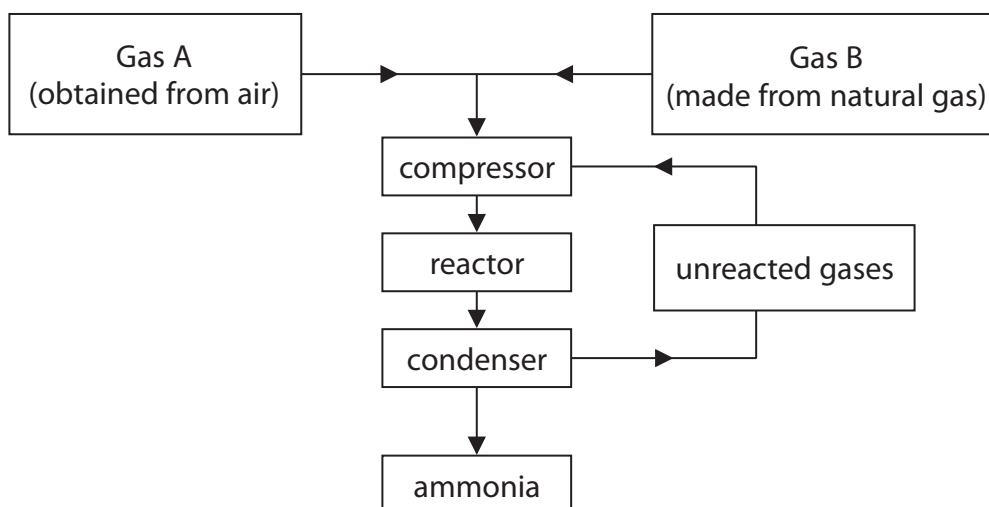 Gas A
(obtained from air)
Gas B
(made from natural gas)
compressor
reactor
unreacted gases
condenser
ammonia